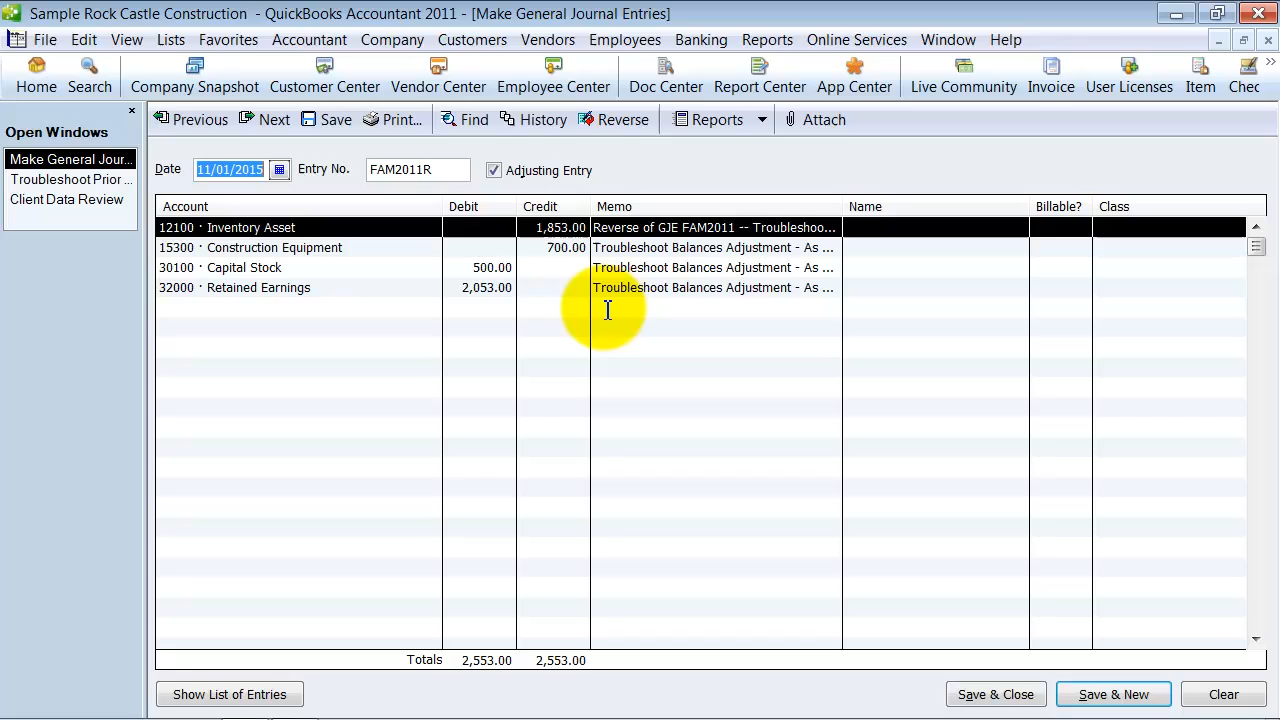 Sample Rock Castle Construction - QuickBooks Accountant 2011 - [Make General Journal Entries]
File Edit View Lists Favorites Accountant Company Customers Vendors Employees Banking Reports Online Services Window Help
Home Search Company Snapshot Customer Center Vendor Center Employee Center Doc Center Report Center App Center Live Community Invoice User Licenses Item Chec
Open Windows
Make General Jour...
Troubleshoot Prior ...
Client Data Review
Previous Next Save Print... Find History Reverse Reports Attach
Date 11/01/2015 Entry No. FAM2011R Adjusting Entry
Account Debit Credit Memo Name Billable? Class
12100 · Inventory Asset 1,853.00 Reverse of GJE FAM2011 -- Troubleshoo...
15300 · Construction Equipment 700.00 Troubleshoot Balances Adjustment - As ...
30100 · Capital Stock 500.00 Troubleshoot Balances Adjustment - As ...
32000 · Retained Earnings 2,053.00 Troubleshoot Balances Adjustment - As ...
Totals 2,553.00 2,553.00
Show List of Entries Save & Close Save & New Clear